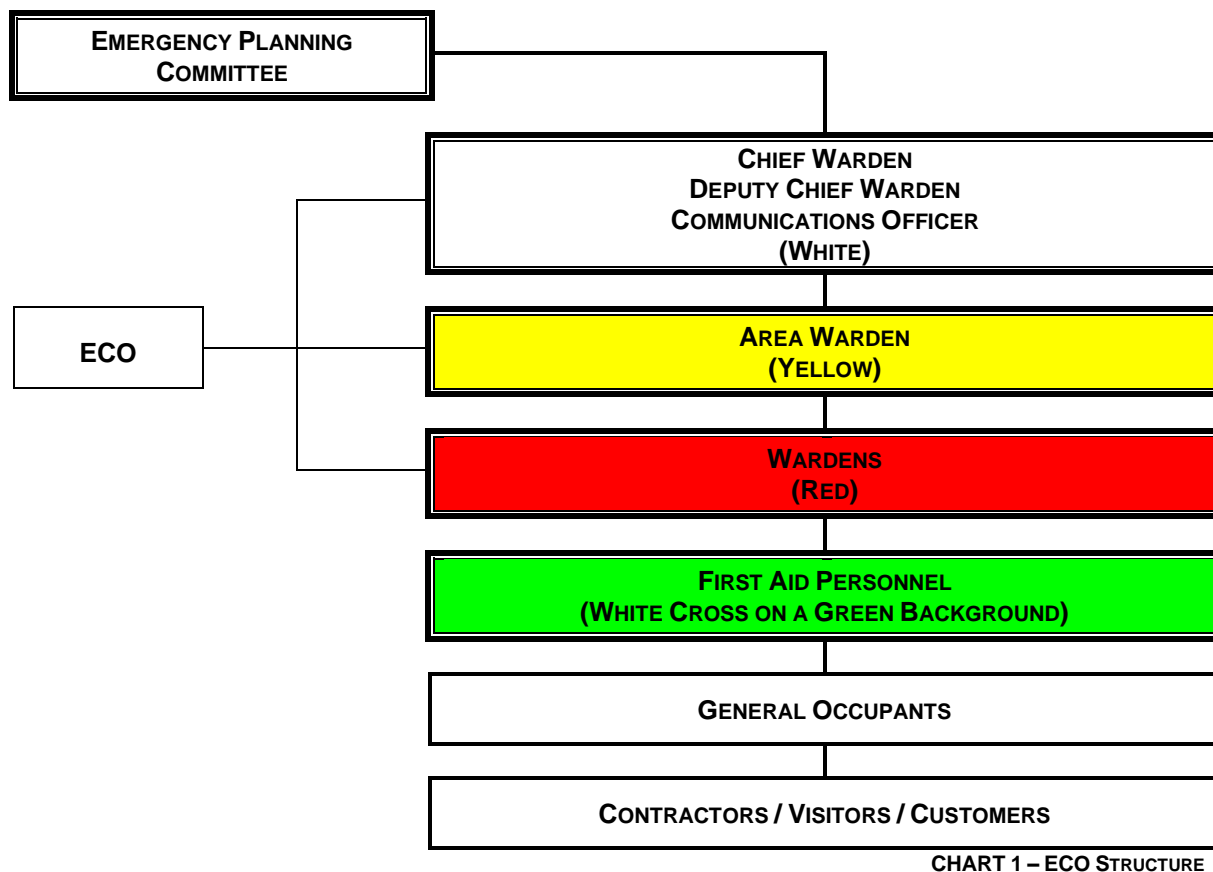 EMERGENCY PLANNING
COMMITTEE
CHIEF WARDEN
DEPUTY CHIEF WARDEN
COMMUNICATIONS OFFICER
(WHITE)
ECO
AREA WARDEN
(YELLOW)
WARDENS
(RED)
FIRST AID PERSONNEL
(WHITE CROSS ON A GREEN BACKGROUND)
GENERAL OCCUPANTS
CONTRACTORS / VISITORS / CUSTOMERS
CHART 1 – ECO STRUCTURE